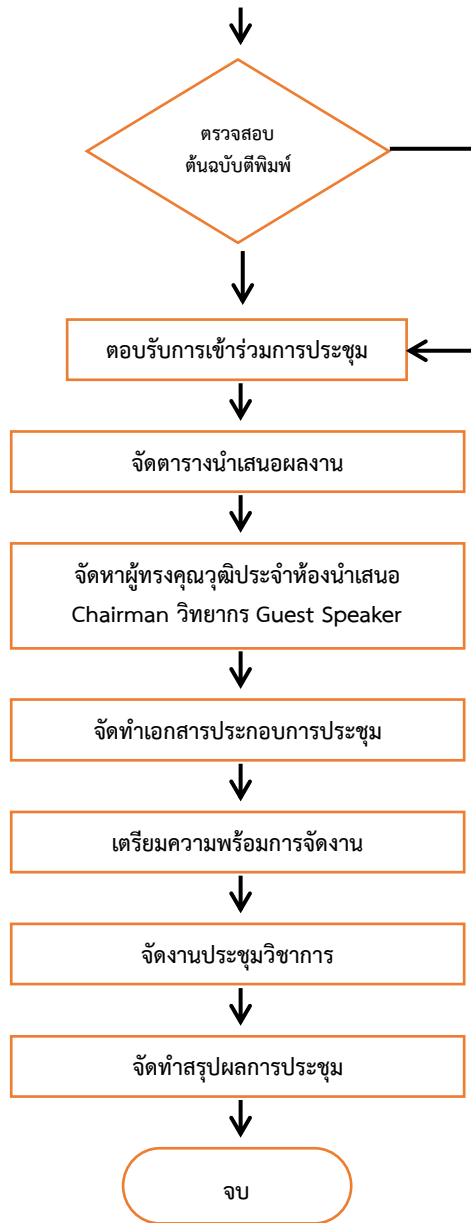 ตรวจสอบ
ต้นฉบับตีพิมพ์
ตอบรับการเข้าร่วมการประชุม
จัดตารางนำเสนอผลงาน
จัดหาผู้ทรงคุณวุฒิประจำห้องนำเสนอ
Chairman วิทยากร Guest Speaker
จัดทำเอกสารประกอบการประชุม
เตรียมความพร้อมการจัดงาน
จัดงานประชุมวิชาการ
จัดทำสรุปผลการประชุม
จบ